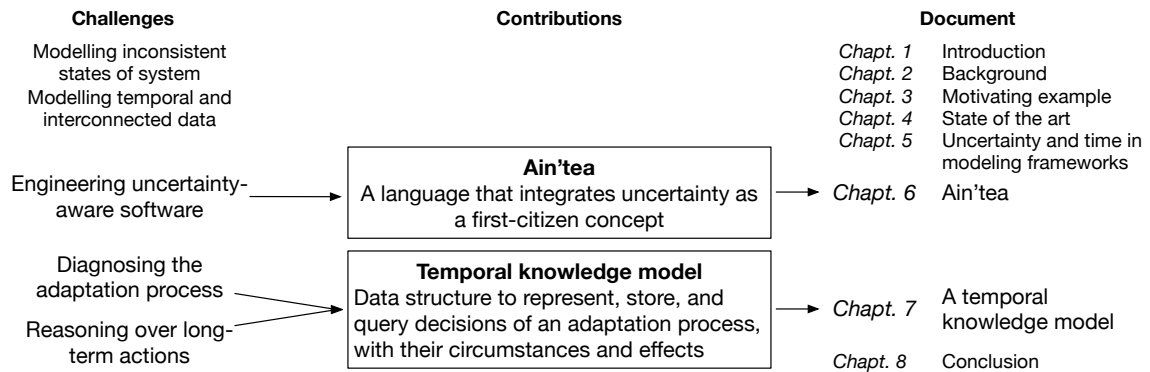 Challenges
Modelling inconsistent
states of system
Modelling temporal and
interconnected data
Engineering uncertainty-
aware software
Diagnosing the
adaptation process
Reasoning over long-
term actions
Contributions
Ain'tea
A language that integrates uncertainty as
a first-citizen concept
Temporal knowledge model
Data structure to represent, store, and
query decisions of an adaptation process,
with their circumstances and effects
Document
Chapt. 1 Introduction
Chapt. 2 Background
Chapt. 3 Motivating example
Chapt. 4 State of the art
Chapt. 5 Uncertainty and time in
modeling frameworks
Chapt. 6 Ain'tea
Chapt. 7 A temporal
knowledge model
Chapt. 8 Conclusion